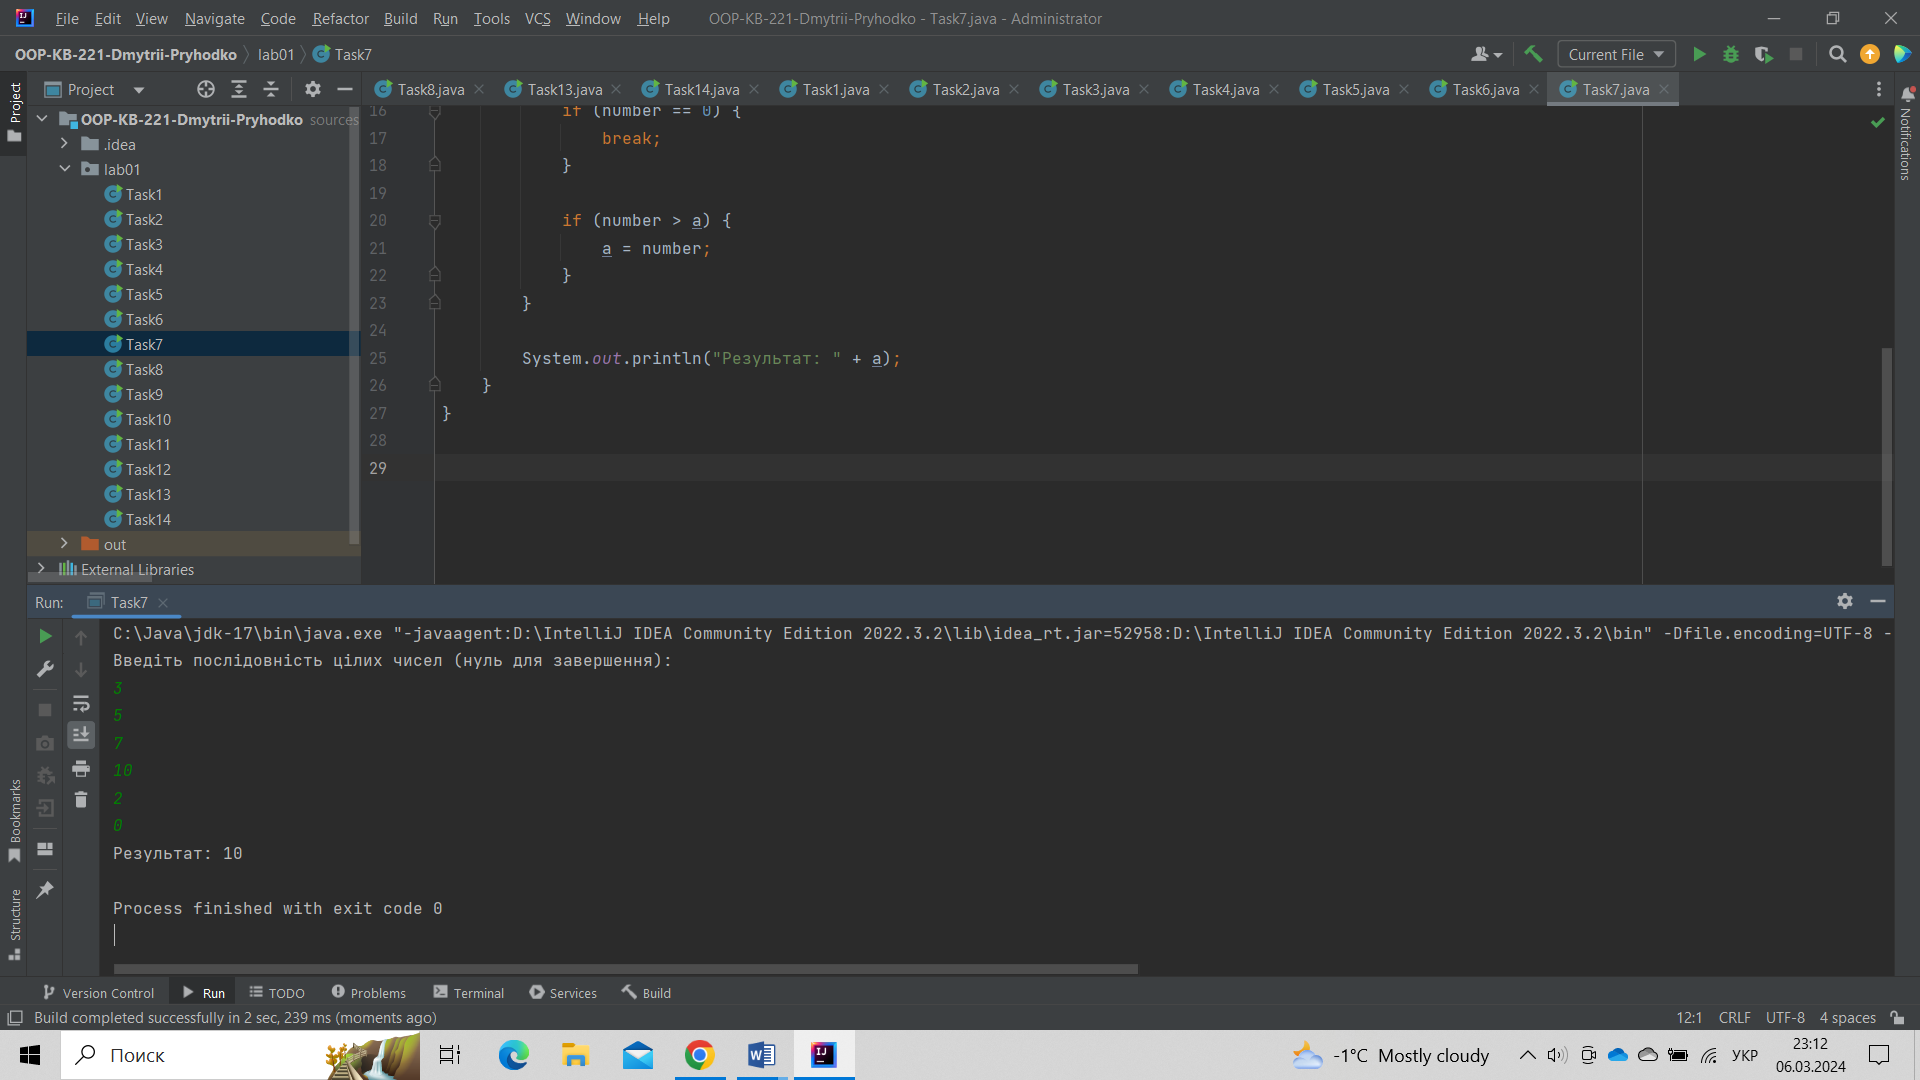 File Edit View Navigate Code Refactor Build Run Tools VCS Window Help OOP-KB-221-Dmytrii-Pryhodko - Task7.java - Administrator
OOP-KB-221-Dmytrii-Pryhodko lab01 Task7 Current File
Project
Task8.java Task13.java Task14.java Task1.java Task2.java Task3.java Task4.java Task5.java Task6.java Task7.java
Project
Notifications
Bookmarks
Structure
OOP-KB-221-Dmytrii-Pryhodko sources
.idea
lab01
Task1
Task2
Task3
Task4
Task5
Task6
Task7
Task8
Task9
Task10
Task11
Task12
Task13
Task14
out
External Libraries
16 if (number == 0) {
17 break;
18 }
19
20 if (number > a) {
21 a = number;
22 }
23 }
24
25 System.out.println("Результат: " + a);
26 }
27 }
28
29
Run: Task7
C:\Java\jdk-17\bin\java.exe "-javaagent:D:\IntelliJ IDEA Community Edition 2022.3.2\lib\idea_rt.jar=52958:D:\IntelliJ IDEA Community Edition 2022.3.2\bin" -Dfile.encoding=UTF-8 -
Введіть послідовність цілих чисел (нуль для завершення):
3
5
7
10
2
0
Результат: 10
Process finished with exit code 0
Version Control Run TODO Problems Terminal Services Build
Build completed successfully in 2 sec, 239 ms (moments ago) 12:1 CRLF UTF-8 4 spaces
Поиск -1°C Mostly cloudy УКР 23:12
06.03.2024